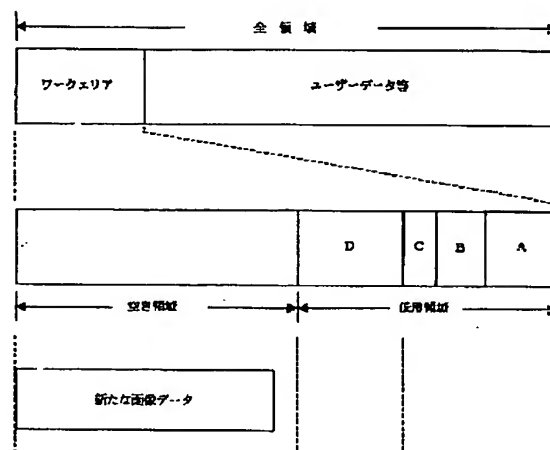 全 領 域
ワークエリア
ユーザーデータ等
D
C
B
A
空き領域
使用領域
新たな画像データ